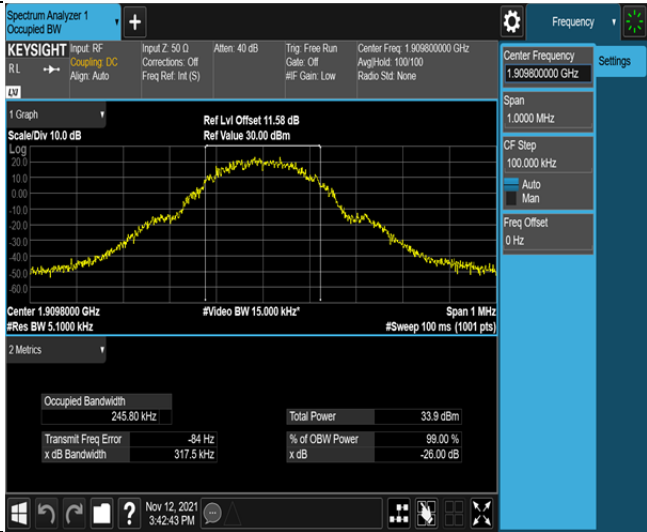 Spectrum Analyzer 1
Occupied BW
+
Frequency
KEYSIGHT
RL
LXI
Input: RF
Coupling: DC
Align: Auto
Input Z: 50 Ω
Corrections: Off
Freq Ref: Int (S)
Atten: 40 dB
Trig: Free Run
Gate: Off
#IF Gain: Low
Center Freq: 1.909800000 GHz
Avg|Hold: 100/100
Radio Std: None
Center Frequency
1.909800000 GHz
Settings
Span
1.0000 MHz
CF Step
100.000 kHz
Auto
Man
Freq Offset
0 Hz
1 Graph
Scale/Div 10.0 dB
Ref Lvl Offset 11.58 dB
Ref Value 30.00 dBm
Log
20.0
10.0
0.00
-10.0
-20.0
-30.0
-40.0
-50.0
-60.0
Center 1.9098000 GHz
#Video BW 15.000 kHz*
Span 1 MHz
#Res BW 5.1000 kHz
#Sweep 100 ms (1001 pts)
2 Metrics
Occupied Bandwidth
245.80 kHz
Total Power 33.9 dBm
Transmit Freq Error -84 Hz
% of OBW Power 99.00 %
x dB Bandwidth 317.5 kHz
x dB -26.00 dB
?
Nov 12, 2021
3:42:43 PM